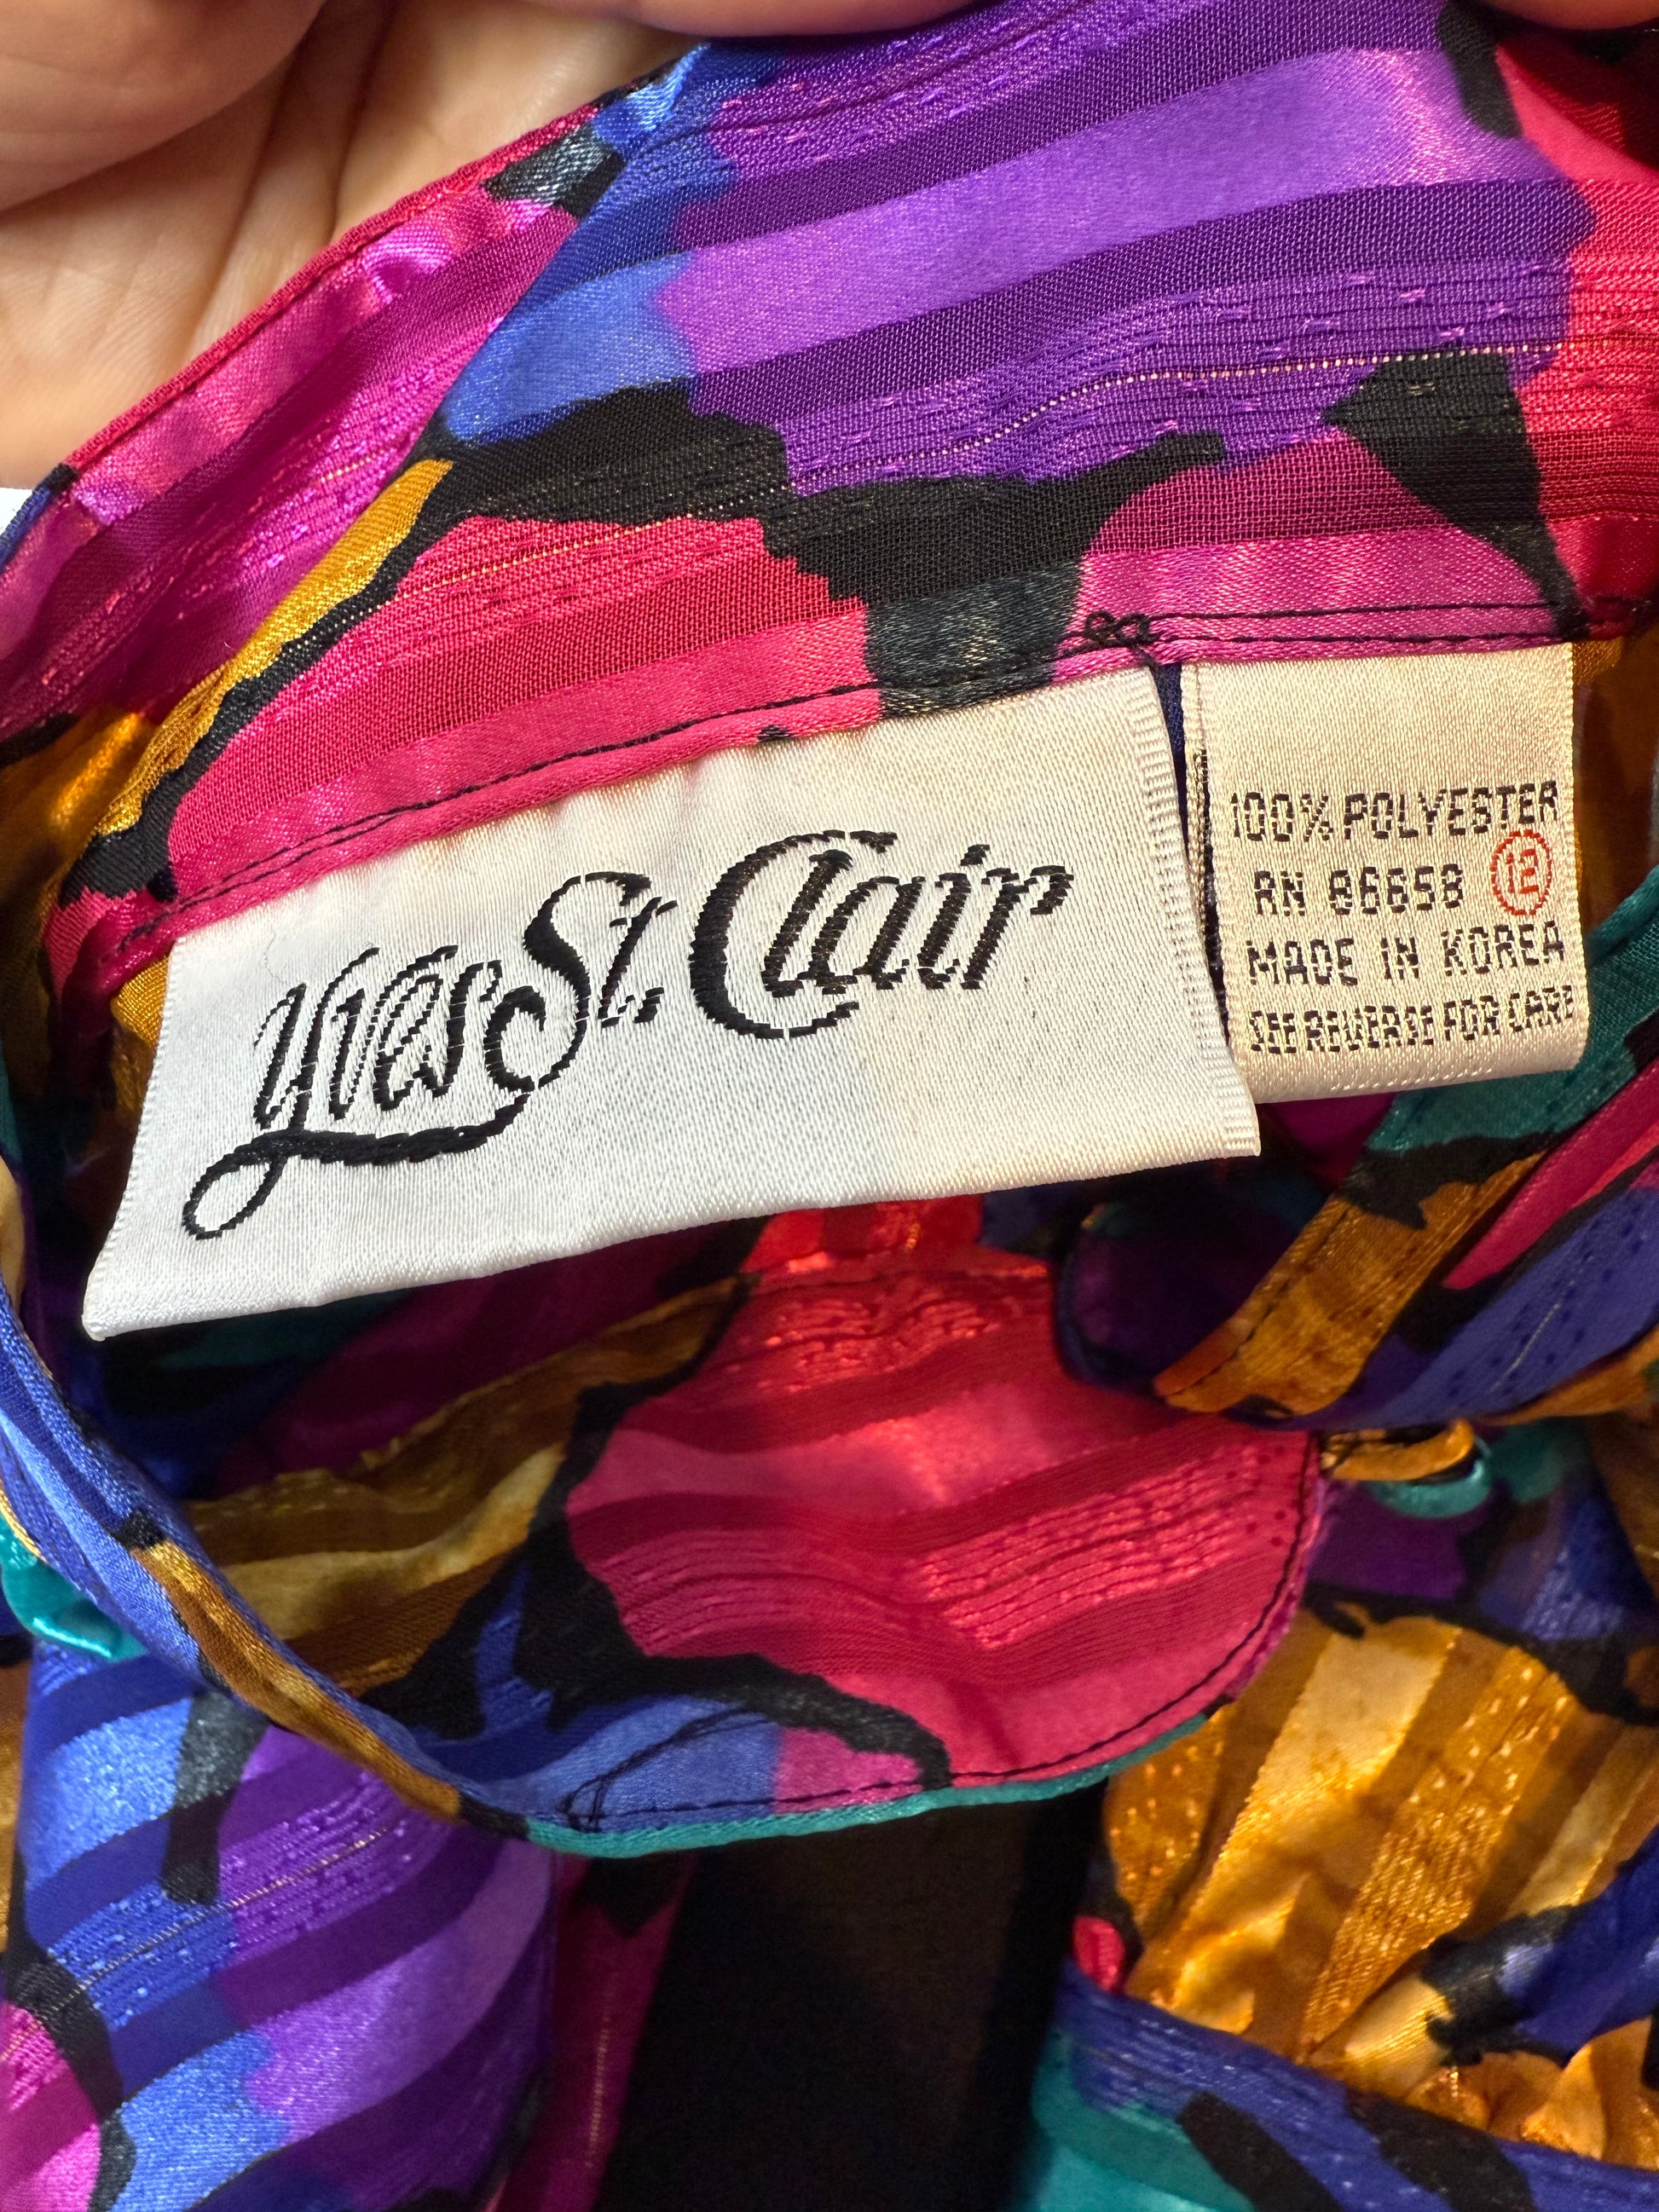 Yves St. Clair
100% POLYESTER
RN 86658 12
MADE IN KOREA
SEE REVERSE FOR CARE